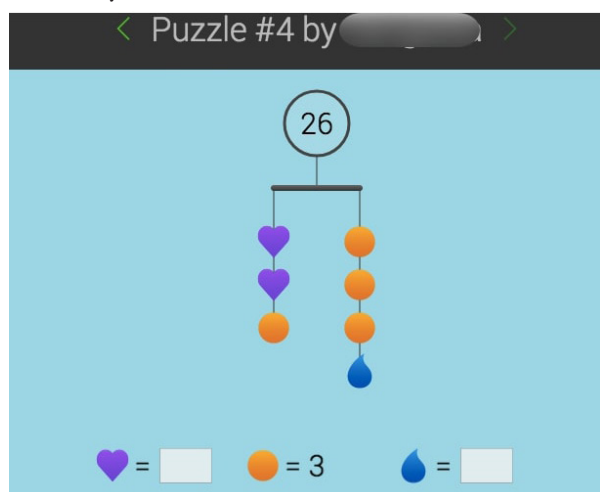 < Puzzle #4 by >
26
= = 3 =